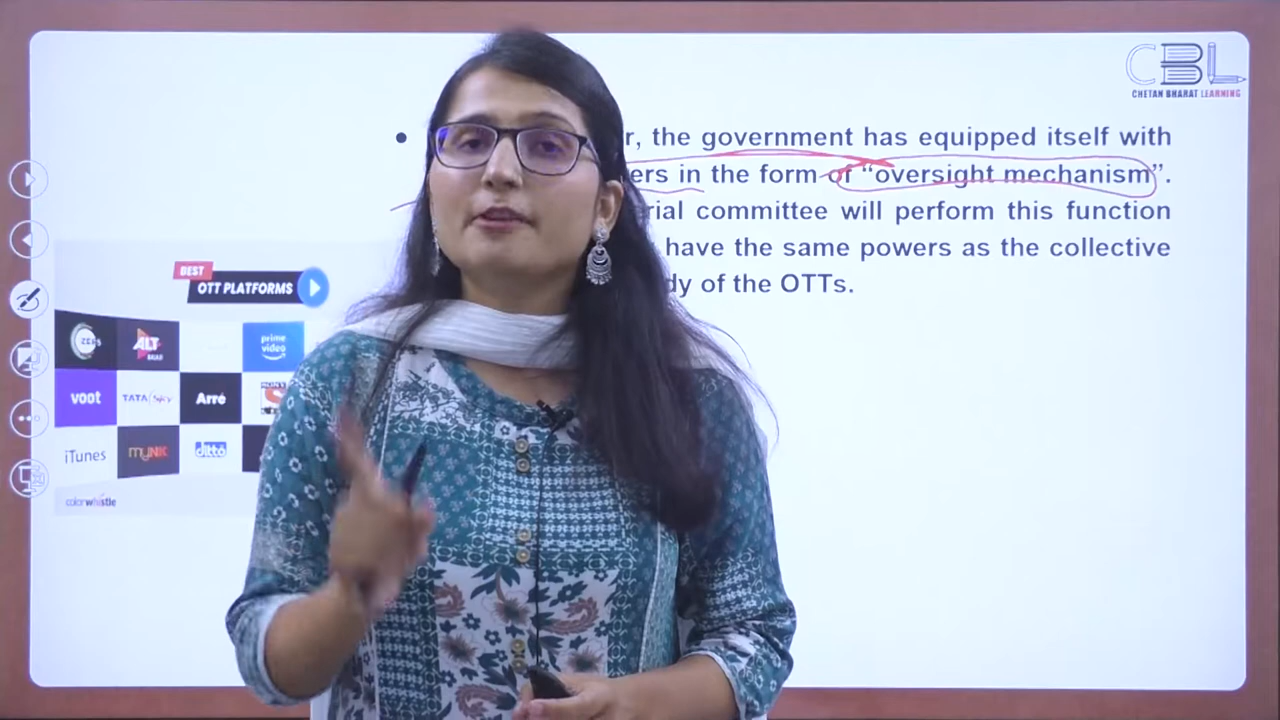 CBL
CHETAN BHARAT LEARNING
r, the government has equipped itself with
ers in the form of “oversight mechanism”.
rial committee will perform this function
have the same powers as the collective
dy of the OTTs.
BEST
OTT PLATFORMS
ZEE5 ALT prime video
voot TATA Sky Arré
iTunes ditto
colorwhistle